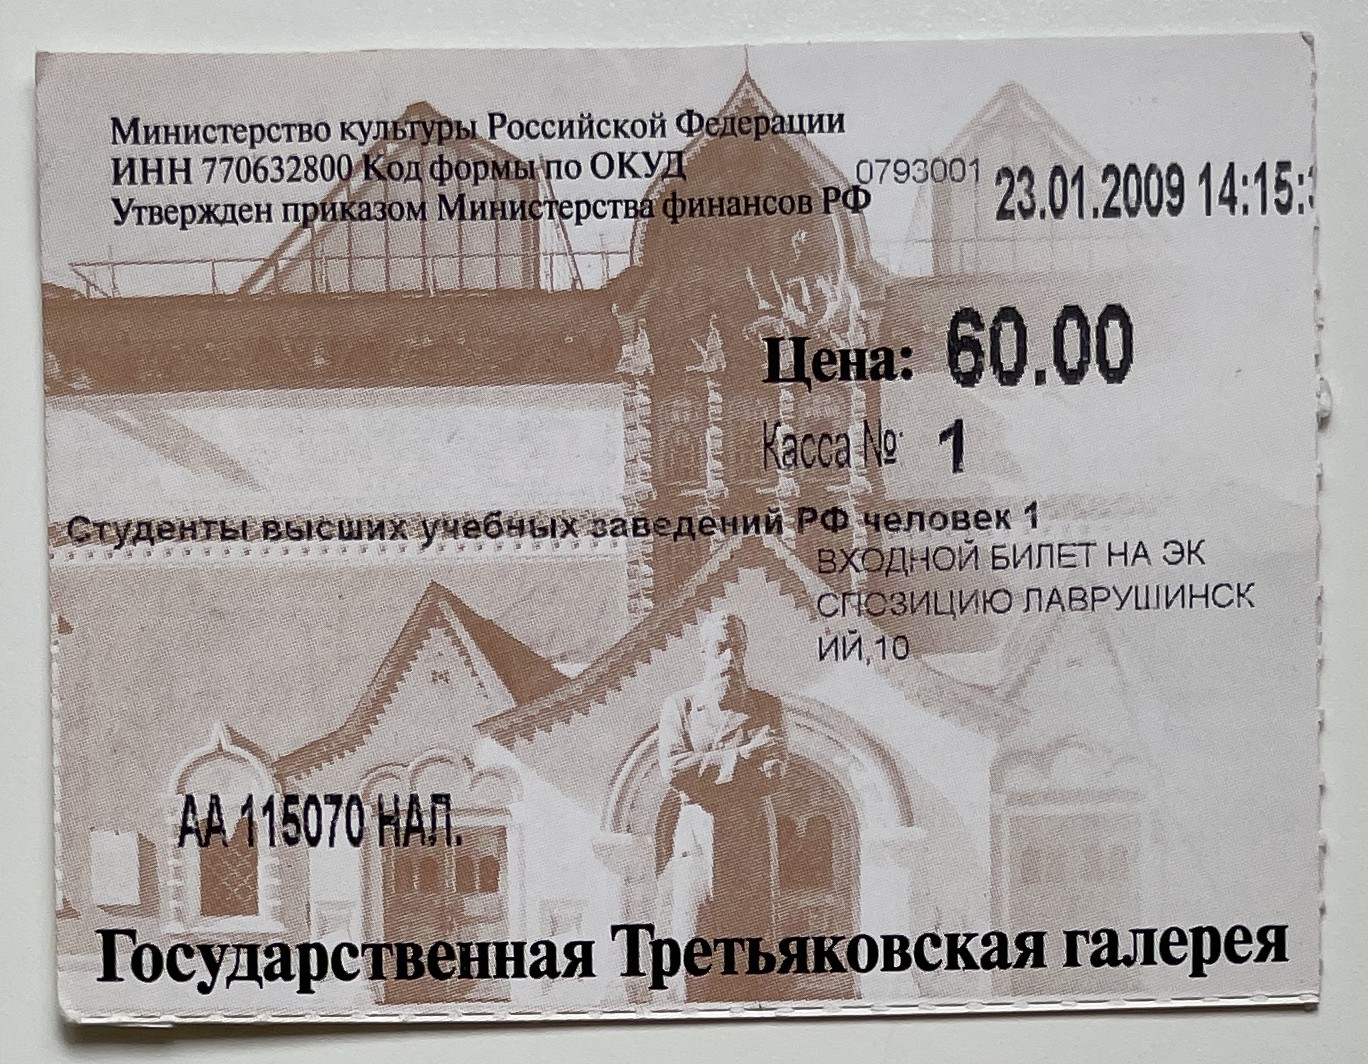 Министерство культуры Российской Федерации
ИНН 770632800 Код формы по ОКУД 0793001
Утвержден приказом Министерства финансов РФ
23.01.2009 14:15:
Цена: 60.00
Касса № 1
Студенты высших учебных заведений РФ человек 1
ВХОДНОЙ БИЛЕТ НА ЭК
СПОЗИЦИЮ ЛАВРУШИНСК
ИЙ,10
АА 115070 НАЛ.
Государственная Третьяковская галерея